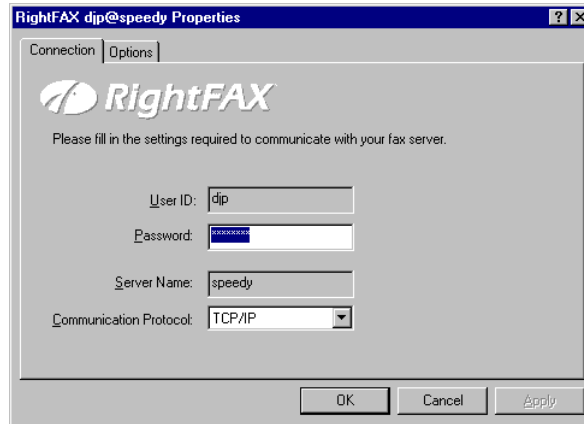 RightFAX djp@speedy Properties
Connection
Options
RightFAX
Please fill in the settings required to communicate with your fax server.
User ID: djp
Password: xxxxxxxx
Server Name: speedy
Communication Protocol: TCP/IP
OK Cancel Apply